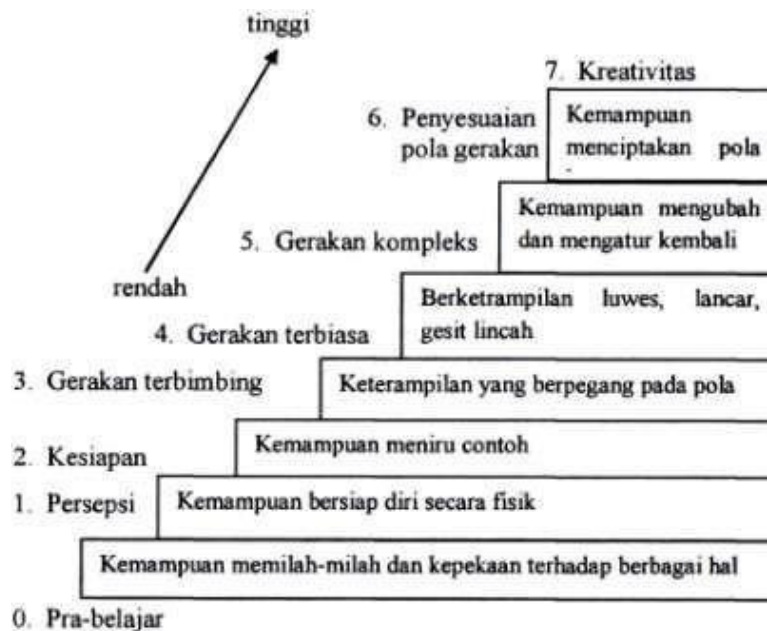 tinggi
7. Kreativitas
6. Penyesuaian
pola gerakan
Kemampuan
menciptakan pola
5. Gerakan kompleks
Kemampuan mengubah
dan mengatur kembali
rendah
4. Gerakan terbiasa
Berketrampilan luwes, lancar,
gesit lincah
3. Gerakan terbimbing
Keterampilan yang berpegang pada pola
2. Kesiapan
Kemampuan meniru contoh
1. Persepsi
Kemampuan bersiap diri secara fisik
Kemampuan memilah-milah dan kepekaan terhadap berbagai hal
0. Pra-belajar